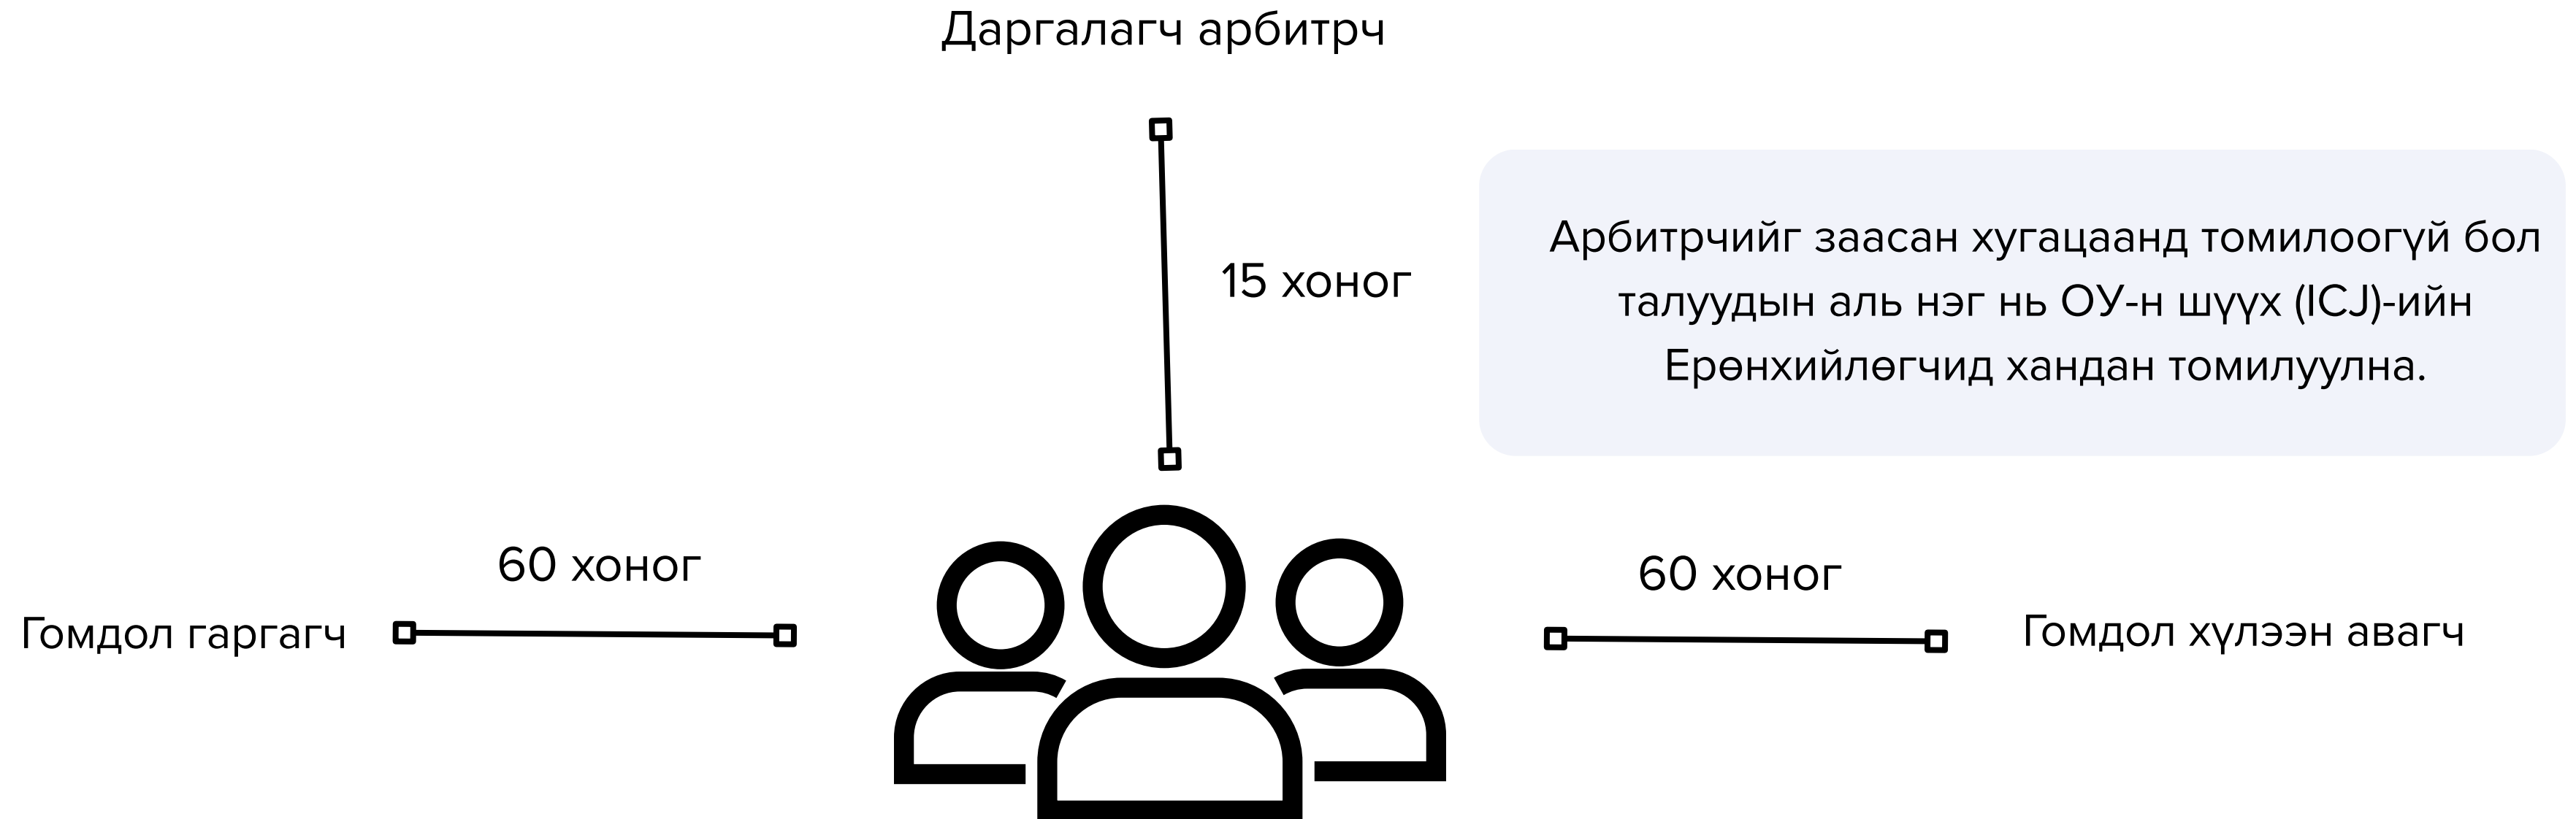 Даргалагч арбитрч
Арбитрчийг заасан хугацаанд томилоогүй бол
талуудын аль нэг нь ОУ-н шүүх (ICJ)-ийн
Ерөнхийлөгчид хандан томилуулна.
15 хоног
60 хоног
Гомдол гаргагч
60 хоног
Гомдол хүлээн авагч